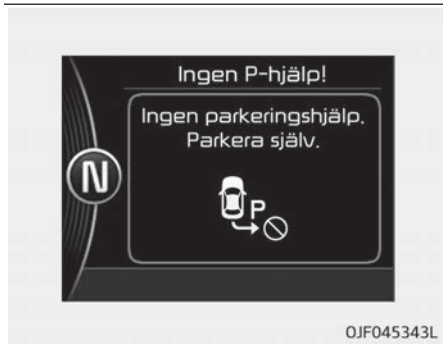 Ingen P-hjälp!
Ingen parkeringshjälp.
Parkera själv.
N
P
OJF045343L